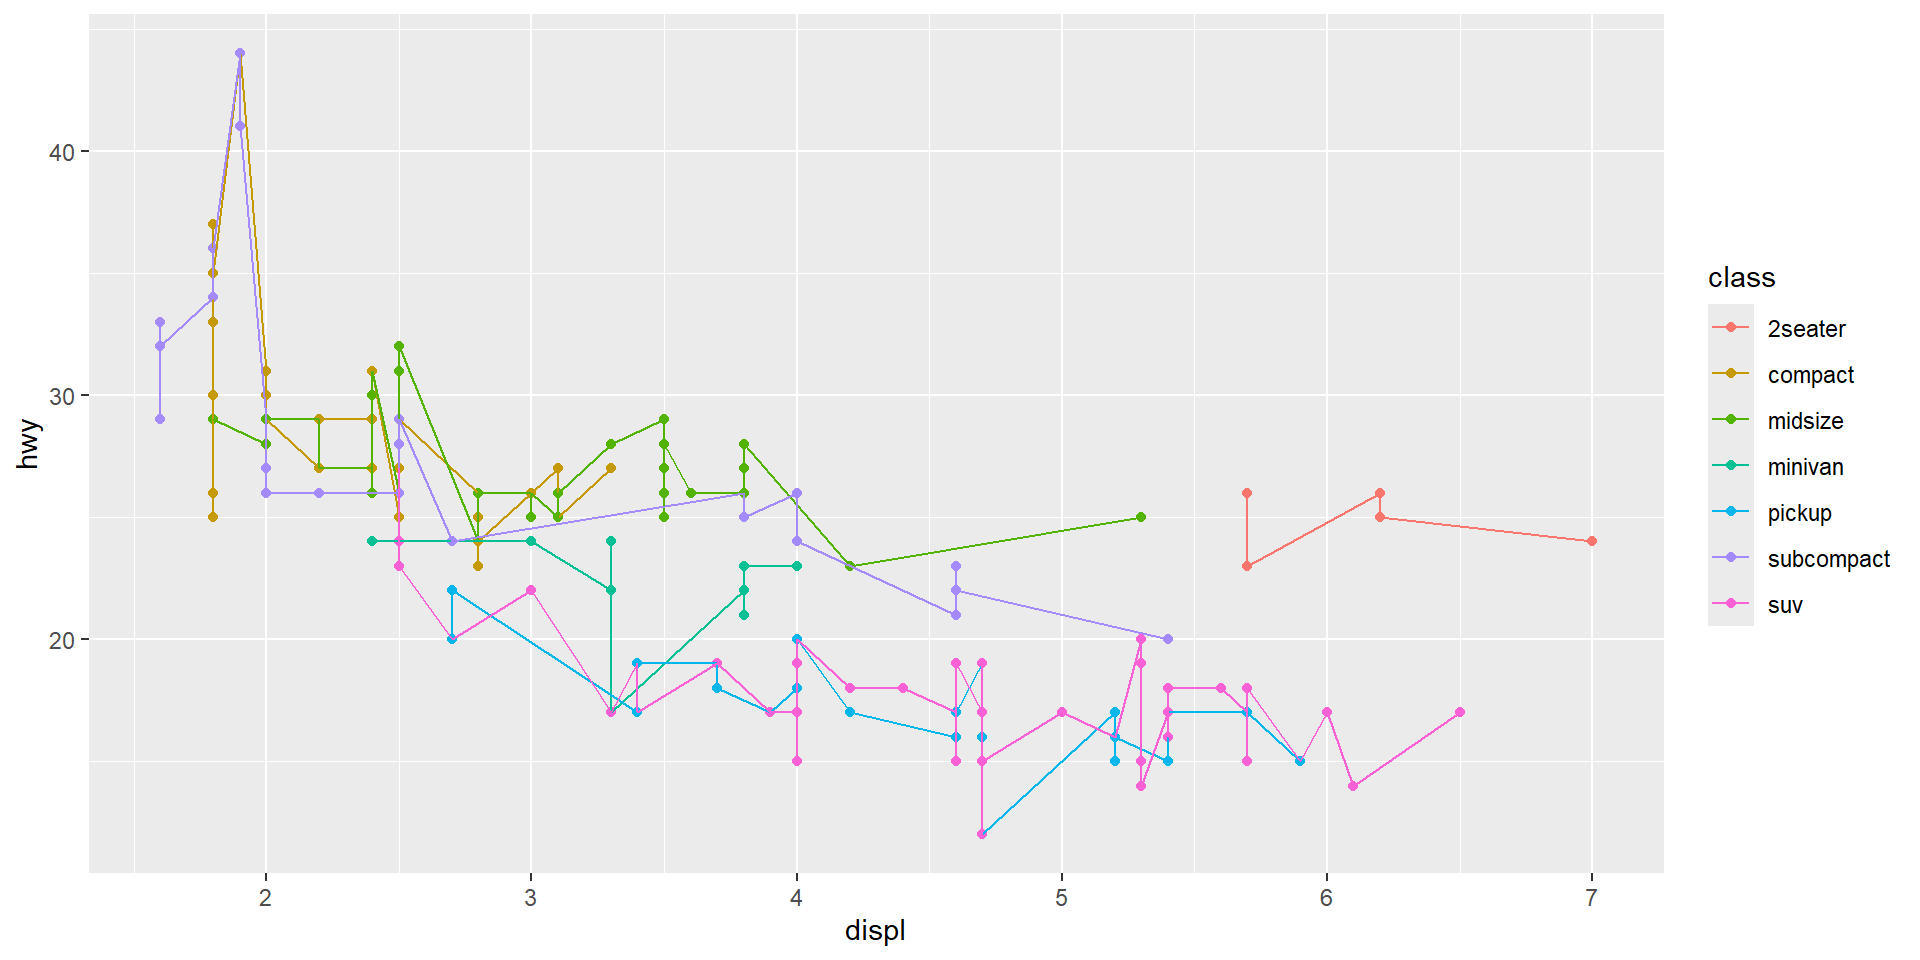 40
30
20
hwy
2 3 4 5 6 7
displ
class
2seater
compact
midsize
minivan
pickup
subcompact
suv